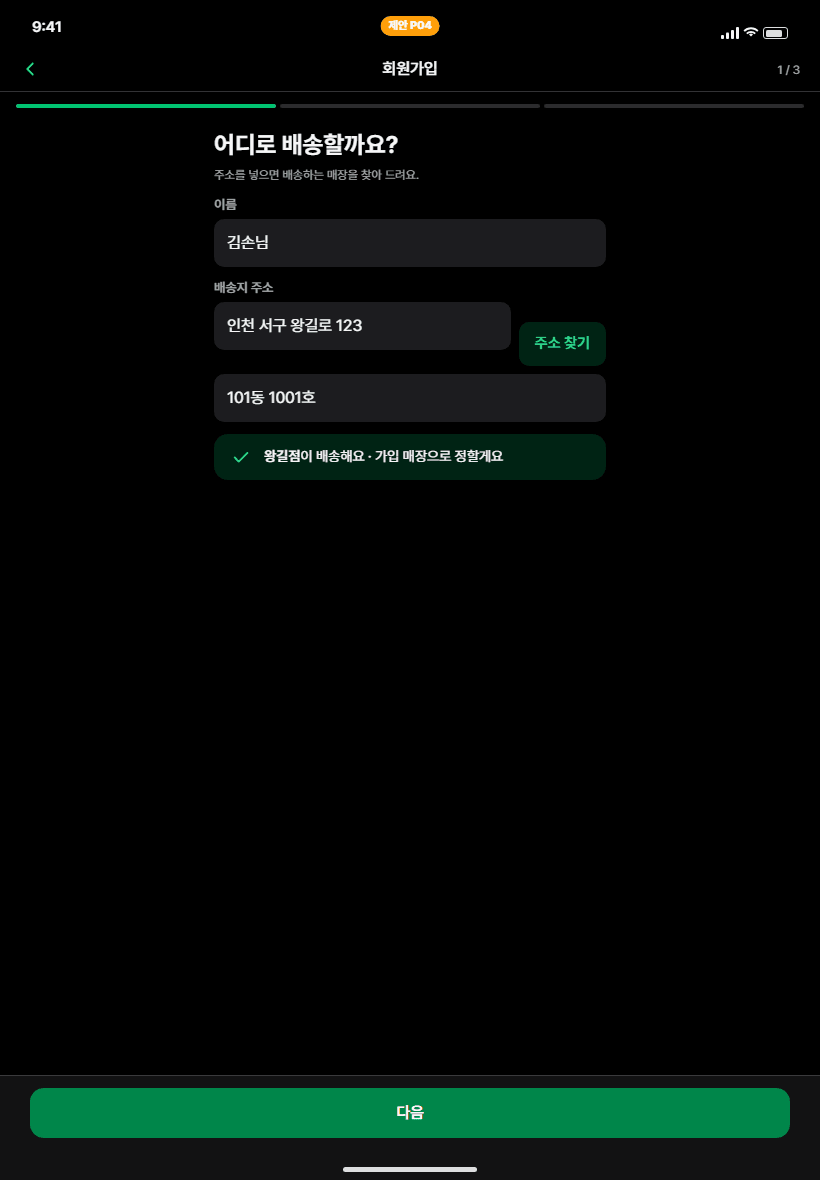 9:41
제안 P04
회원가입
1 / 3
어디로 배송할까요?
주소를 넣으면 배송하는 매장을 찾아 드려요.
이름
김손님
배송지 주소
인천 서구 왕길로 123
주소 찾기
101동 1001호
왕길점이 배송해요 · 가입 매장으로 정할게요
다음